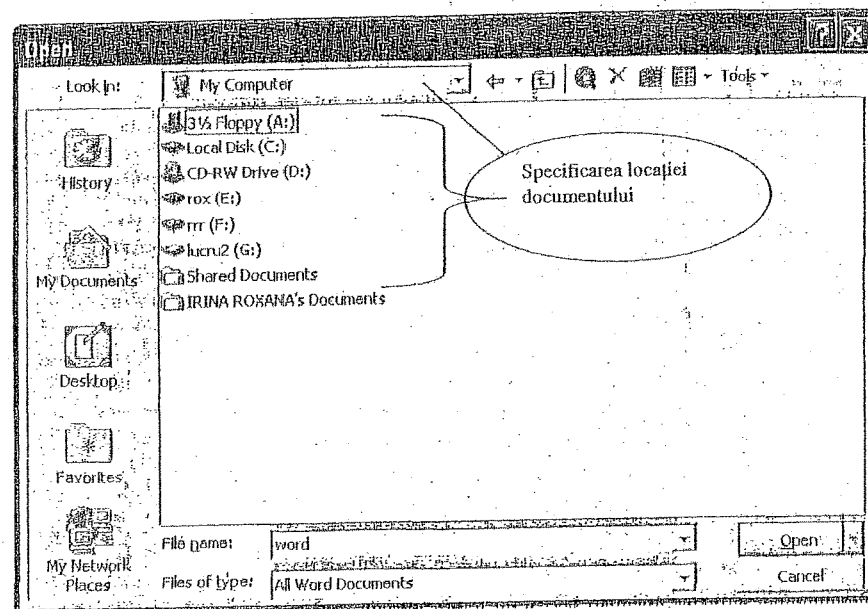 Open
Look in:
My Computer
Tools
3½ Floppy (A:)
Local Disk (C:)
CD-RW Drive (D:)
rox (E:)
rrr (F:)
lucru2 (G:)
Shared Documents
IRINA ROXANA's Documents
Specificarea locației
documentului
History
My Documents
Desktop
Favorites
My Network
Places
File name:
word
Open
Files of type:
All Word Documents
Cancel